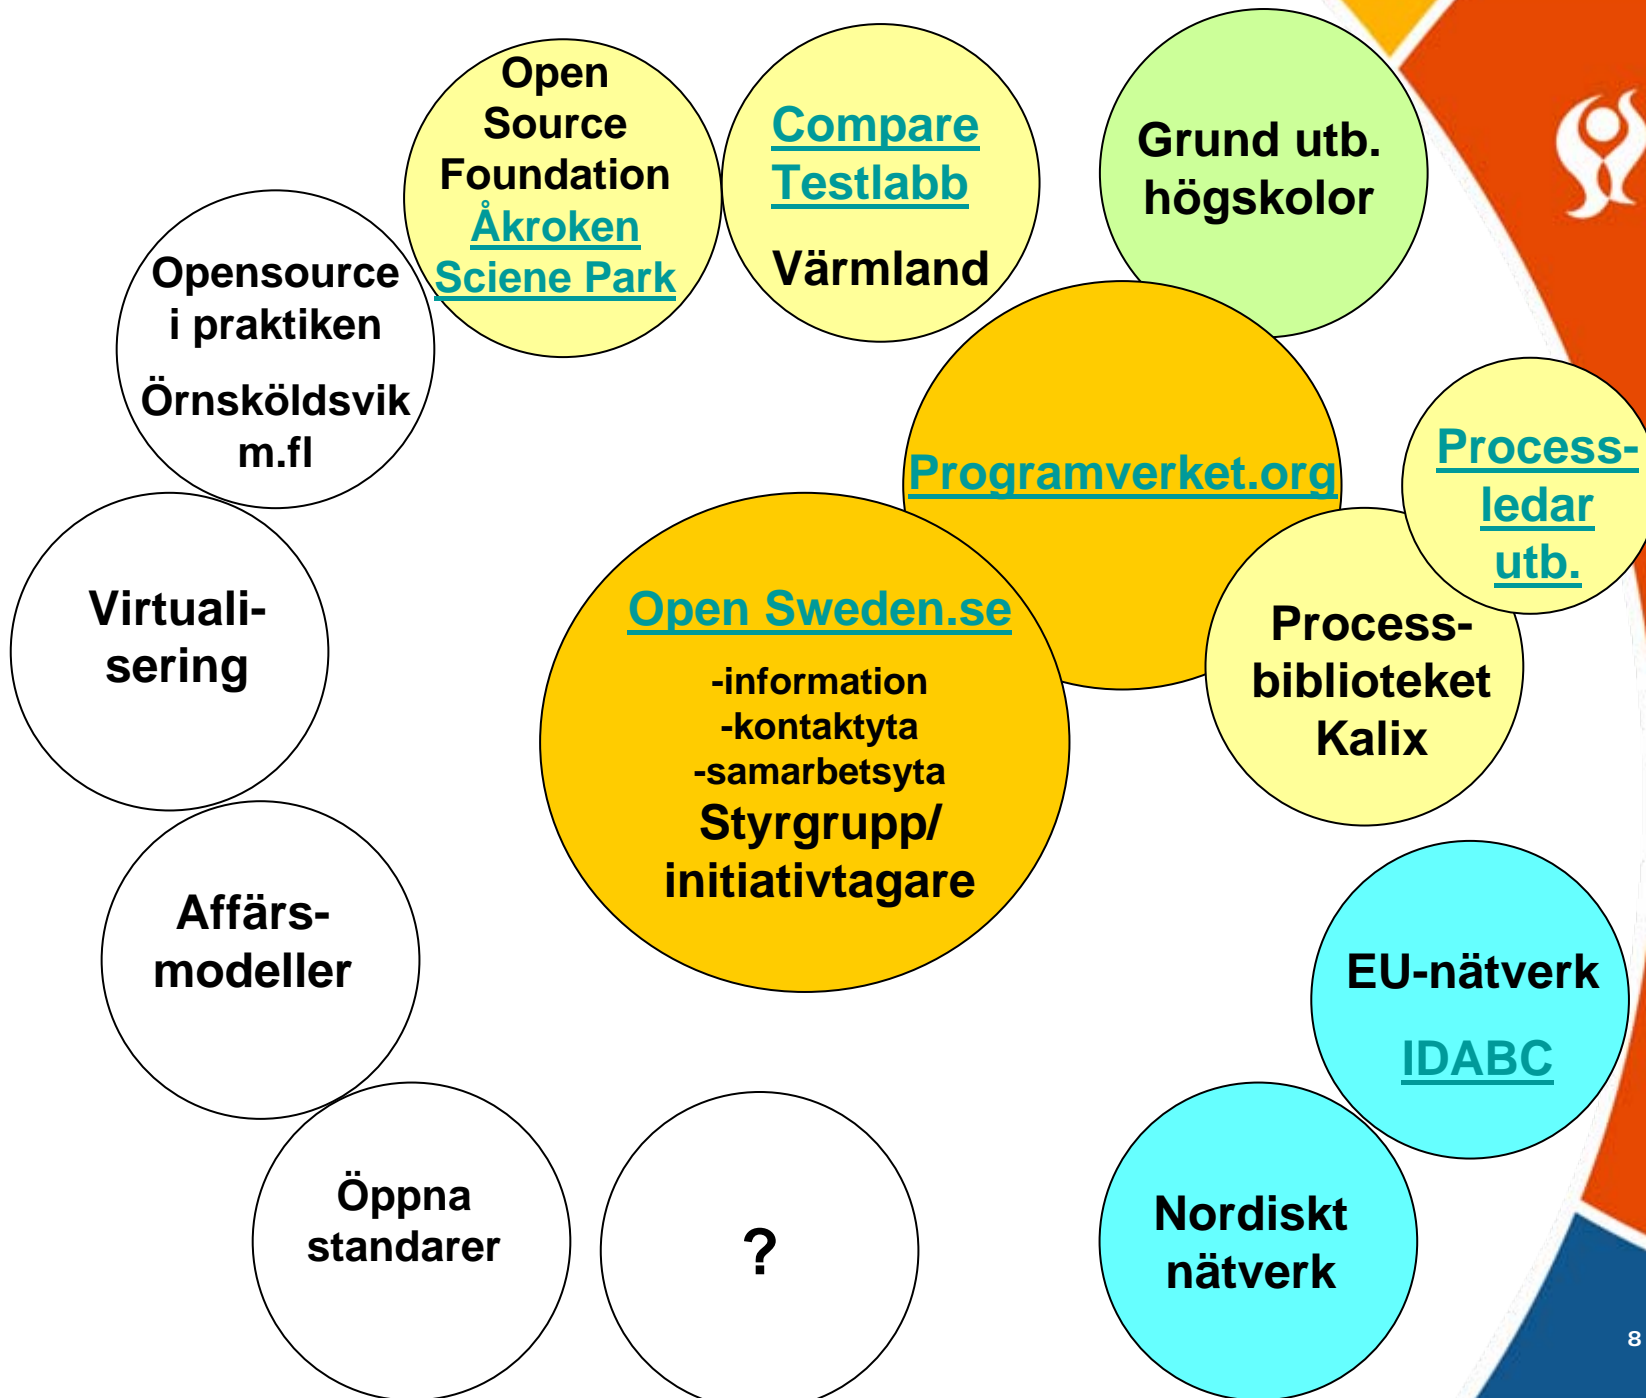 Open
Source
Foundation
Åkroken
Sciene Park
Compare
Testlabb
Värmland
Grund utb.
högskolor
Opensource
i praktiken
Örnsköldsvik
m.fl
Programverket.org
Process-
ledar
utb.
Virtuali-
sering
Open Sweden.se
-information
-kontaktyta
-samarbetsyta
Styrgrupp/
initiativtagare
Process-
biblioteket
Kalix
Affärs-
modeller
EU-nätverk
IDABC
Öppna
standarer
?
Nordiskt
nätverk
8